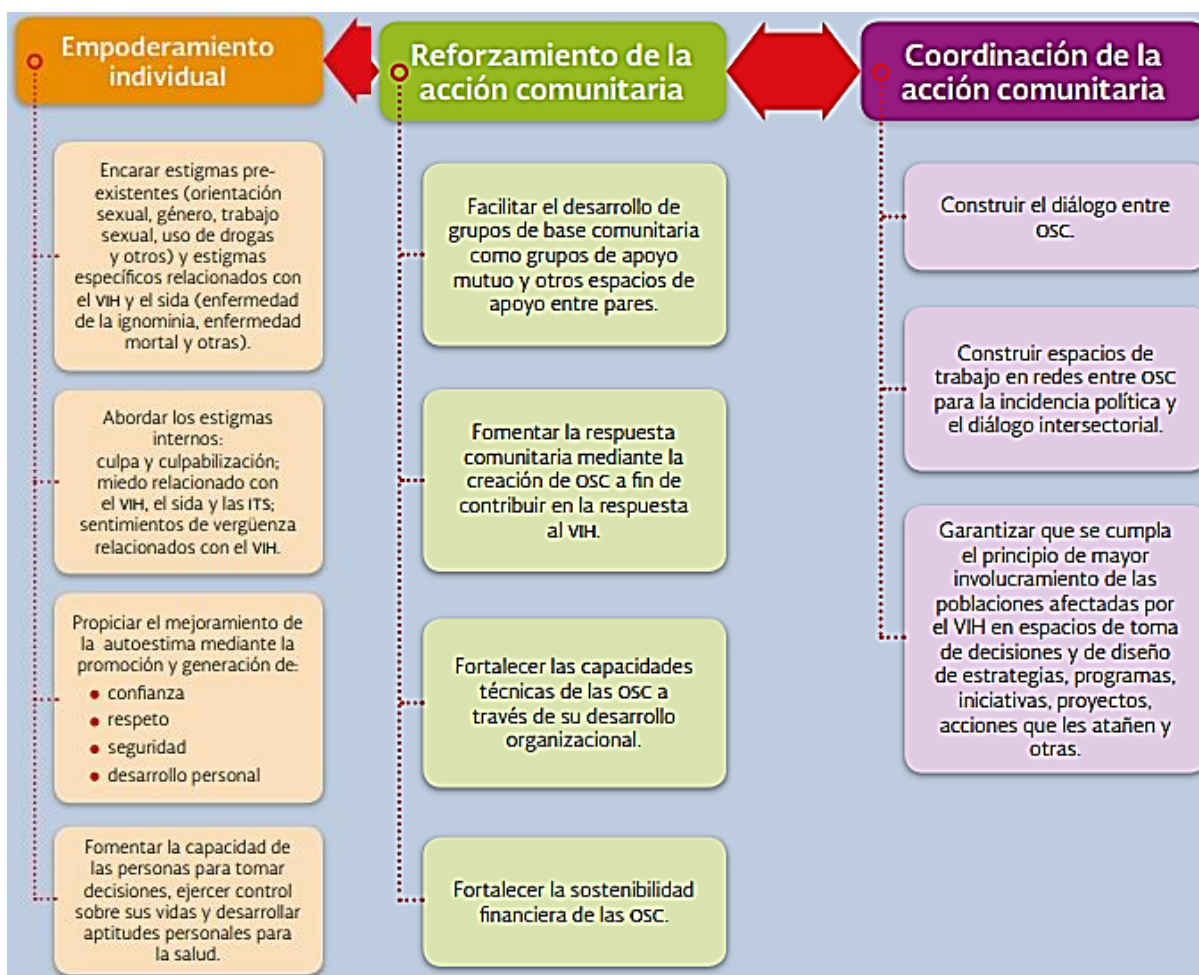 Empoderamiento
individual
Encarar estigmas pre-
existentes (orientación
sexual, género, trabajo
sexual, uso de drogas
y otros) y estigmas
específicos relacionados con
el VIH y el sida (enfermedad
de la ignominia, enfermedad
mortal y otras).
Abordar los estigmas
internos:
culpa y culpabilización;
miedo relacionado con
el VIH, el sida y las ITS;
sentimientos de vergüenza
relacionados con el VIH.
Propiciar el mejoramiento de
la autoestima mediante la
promoción y generación de:
• confianza
• respeto
• seguridad
• desarrollo personal
Fomentar la capacidad de
las personas para tomar
decisiones, ejercer control
sobre sus vidas y desarrollar
aptitudes personales para
la salud.
Reforzamiento de la
acción comunitaria
Facilitar el desarrollo de
grupos de base comunitaria
como grupos de apoyo
mutuo y otros espacios de
apoyo entre pares.
Fomentar la respuesta
comunitaria mediante la
creación de OSC a fin de
contribuir en la respuesta
al VIH.
Fortalecer las capacidades
técnicas de las OSC a
través de su desarrollo
organizacional.
Fortalecer la sostenibilidad
financiera de las OSC.
Coordinación de la
acción comunitaria
Construir el diálogo entre
OSC.
Construir espacios de
trabajo en redes entre OSC
para la incidencia política y
el diálogo intersectorial.
Garantizar que se cumpla
el principio de mayor
involucramiento de las
poblaciones afectadas por
el VIH en espacios de toma
de decisiones y de diseño
de estrategias, programas,
iniciativas, proyectos,
acciones que les atañen y
otras.